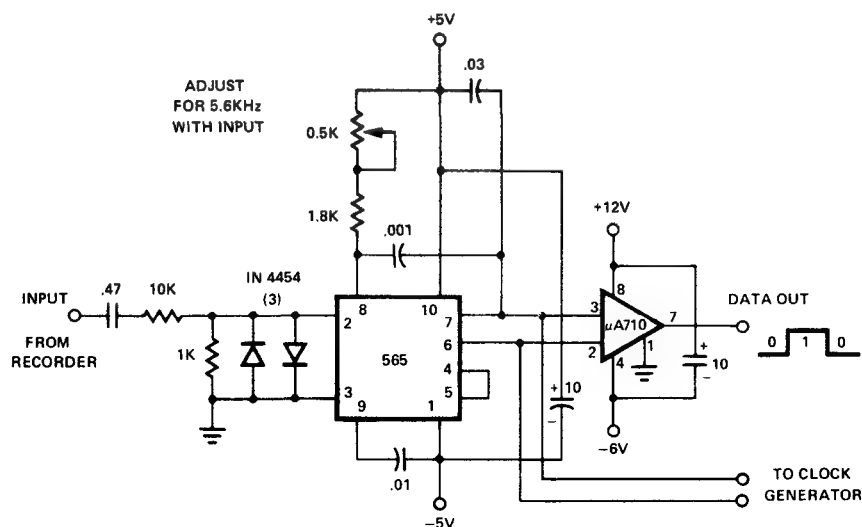 +5V
.03
ADJUST
FOR 5.6KHz
WITH INPUT
0.5K
1.8K
+12V
.001
INPUT
.47
10K
IN 4454
(3)
8
10
7
2
6
565
4
3
5
9
1
1K
FROM
RECORDER
+
10
–
3
8
μA710
7
2
1
4
DATA OUT
0
1
0
+
10
–
–6V
.01
–5V
TO CLOCK
GENERATOR